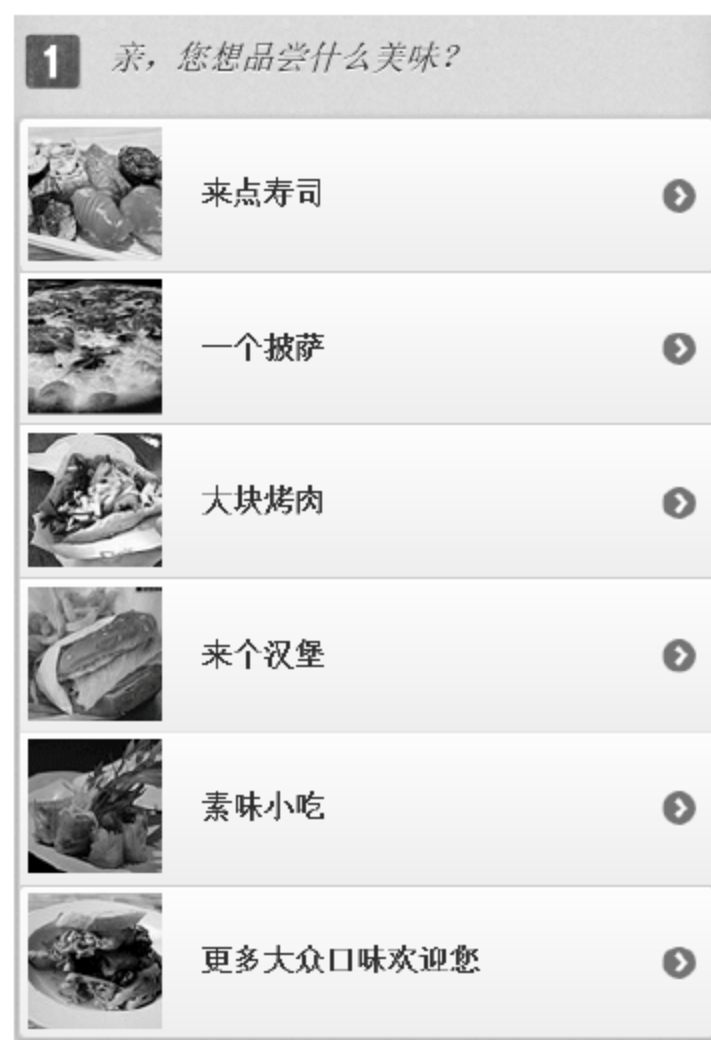 1 亲，您想品尝什么美味？
来点寿司
一个披萨
大块烤肉
来个汉堡
素味小吃
更多大众口味欢迎您